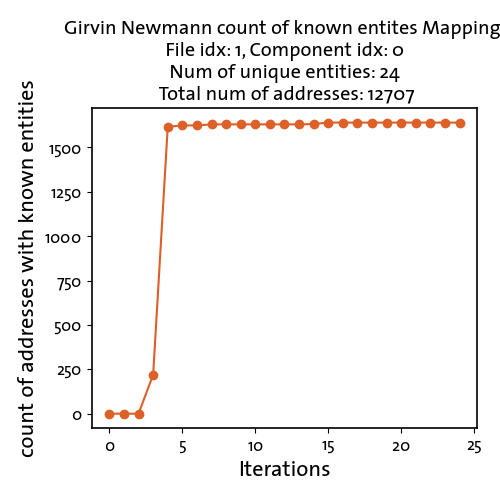 Girvin Newmann count of known entites Mapping
File idx: 1, Component idx: 0
Num of unique entities: 24
Total num of addresses: 12707
count of addresses with known entities
1500
1250
1000
750
500
250
0
0 5 10 15 20 25
Iterations